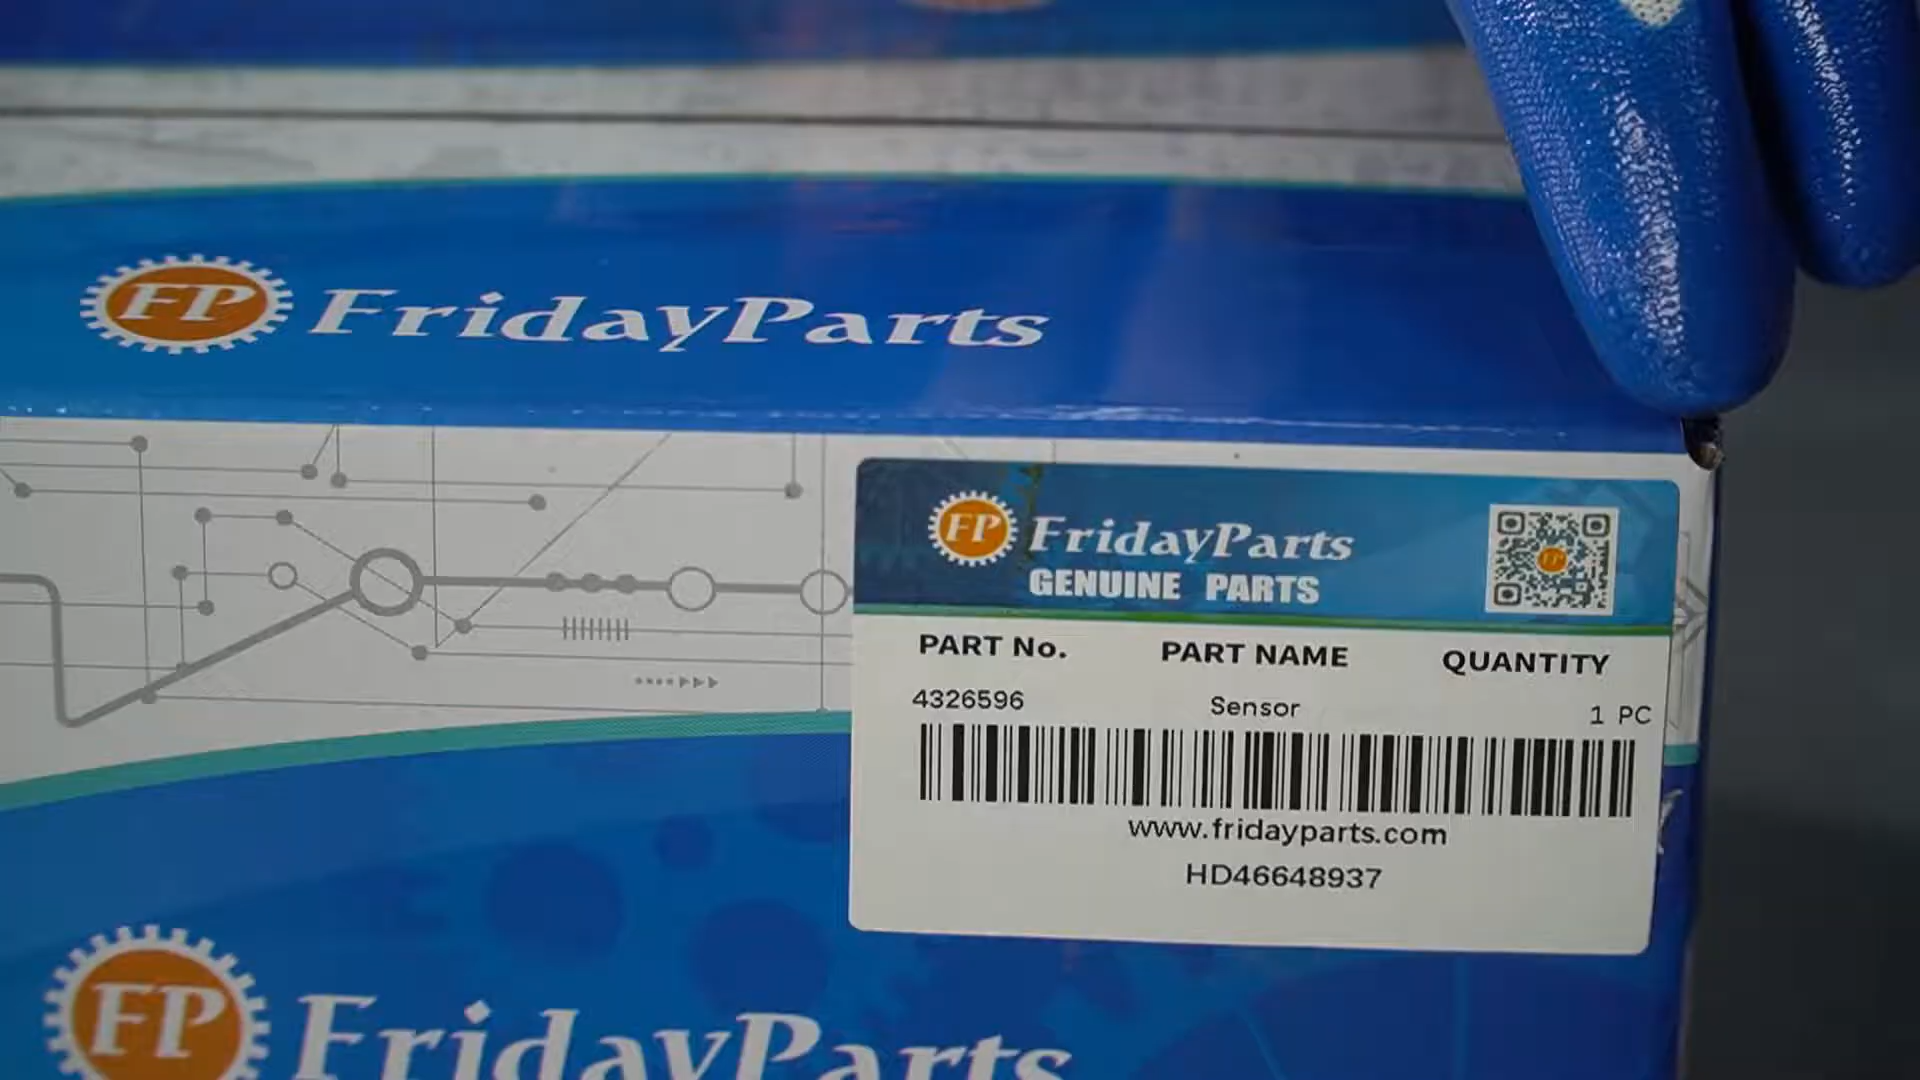 FP FridayParts
FP FridayParts
GENUINE PARTS
FP
PART No. PART NAME QUANTITY
4326596 Sensor 1 PC
www.fridayparts.com
HD46648937
FP FridayParts